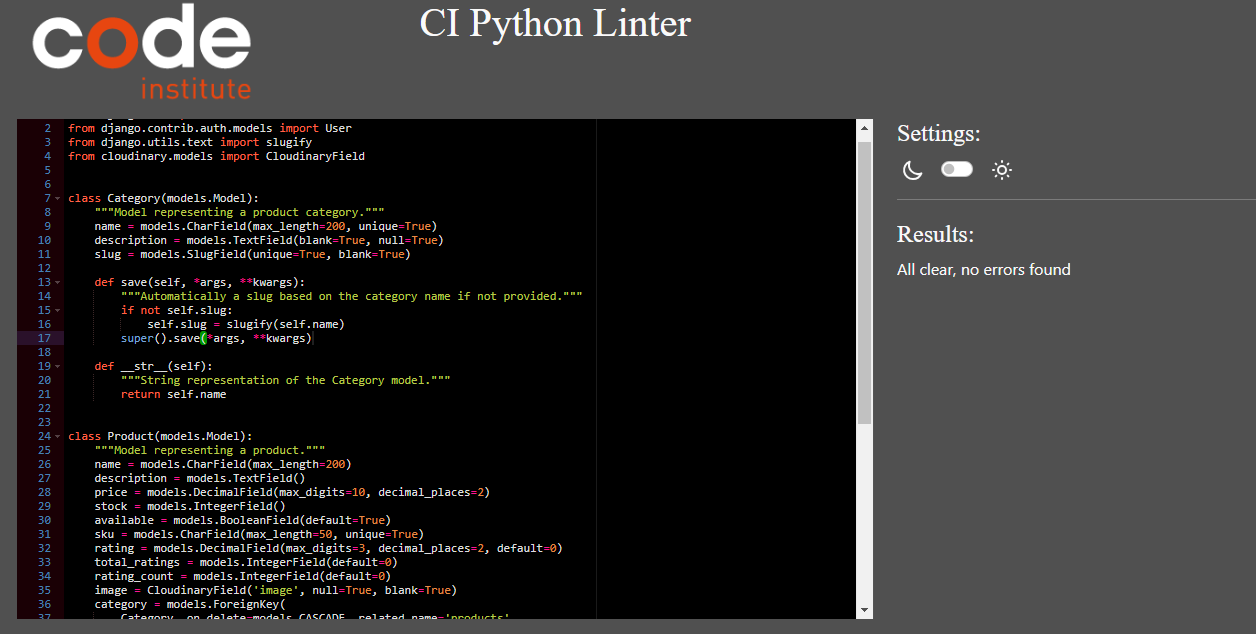 code
institute
CI Python Linter
2 from django.contrib.auth.models import User
3 from django.utils.text import slugify
4 from cloudinary.models import CloudinaryField
5
6
7 class Category(models.Model):
8 """Model representing a product category."""
9 name = models.CharField(max_length=200, unique=True)
10 description = models.TextField(blank=True, null=True)
11 slug = models.SlugField(unique=True, blank=True)
12
13 def save(self, *args, **kwargs):
14 """Automatically a slug based on the category name if not provided."""
15 if not self.slug:
16 self.slug = slugify(self.name)
17 super().save(*args, **kwargs)
18
19 def __str__(self):
20 """String representation of the Category model."""
21 return self.name
22
23
24 class Product(models.Model):
25 """Model representing a product."""
26 name = models.CharField(max_length=200)
27 description = models.TextField()
28 price = models.DecimalField(max_digits=10, decimal_places=2)
29 stock = models.IntegerField()
30 available = models.BooleanField(default=True)
31 sku = models.CharField(max_length=50, unique=True)
32 rating = models.DecimalField(max_digits=3, decimal_places=2, default=0)
33 total_ratings = models.IntegerField(default=0)
34 rating_count = models.IntegerField(default=0)
35 image = CloudinaryField('image', null=True, blank=True)
36 category = models.ForeignKey(
37 Category, on_delete=models.CASCADE, related_name='products'
Settings:
Results:
All clear, no errors found